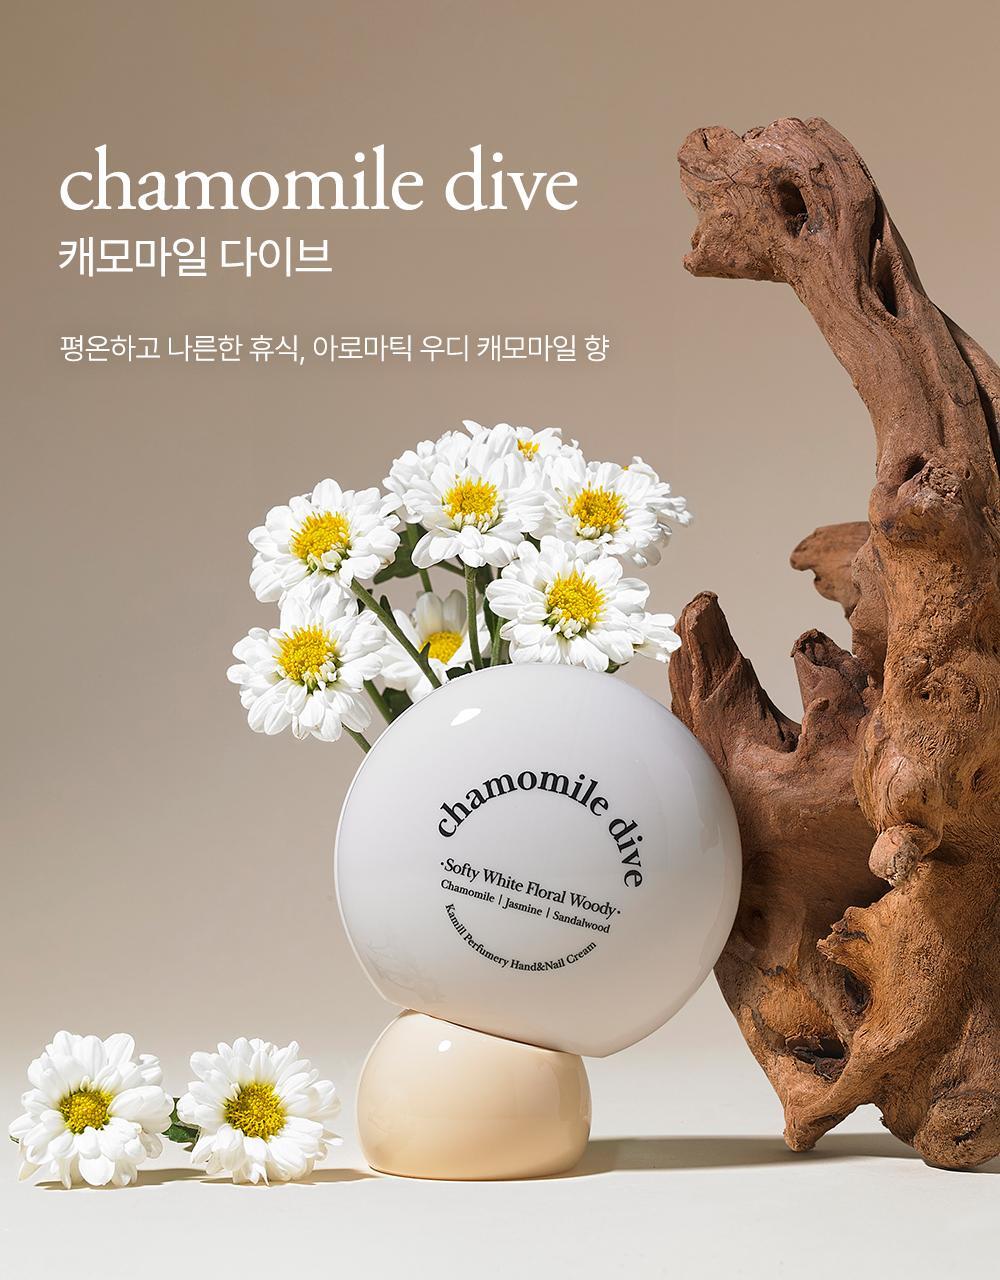 chamomile dive
캐모마일 다이브
평온하고 나른한 휴식, 아로마틱 우디 캐모마일 향
chamomile dive
·Softy White Floral Woody·
Chamomile | Jasmine | Sandalwood
Kamill Perfumery Hand&Nail Cream